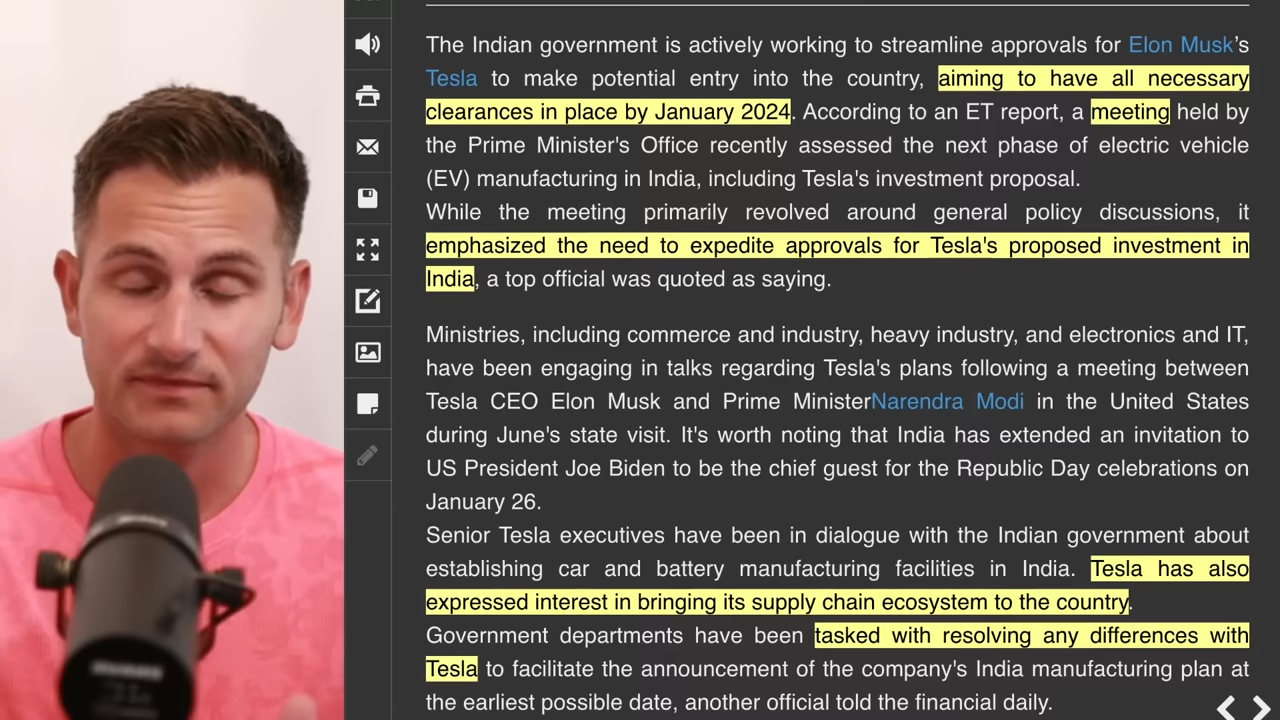 The Indian government is actively working to streamline approvals for Elon Musk's
Tesla to make potential entry into the country, aiming to have all necessary
clearances in place by January 2024. According to an ET report, a meeting held by
the Prime Minister's Office recently assessed the next phase of electric vehicle
(EV) manufacturing in India, including Tesla's investment proposal.
While the meeting primarily revolved around general policy discussions, it
emphasized the need to expedite approvals for Tesla's proposed investment in
India, a top official was quoted as saying.
Ministries, including commerce and industry, heavy industry, and electronics and IT,
have been engaging in talks regarding Tesla's plans following a meeting between
Tesla CEO Elon Musk and Prime MinisterNarendra Modi in the United States
during June's state visit. It's worth noting that India has extended an invitation to
US President Joe Biden to be the chief guest for the Republic Day celebrations on
January 26.
Senior Tesla executives have been in dialogue with the Indian government about
establishing car and battery manufacturing facilities in India. Tesla has also
expressed interest in bringing its supply chain ecosystem to the country.
Government departments have been tasked with resolving any differences with
Tesla to facilitate the announcement of the company's India manufacturing plan at
the earliest possible date, another official told the financial daily.